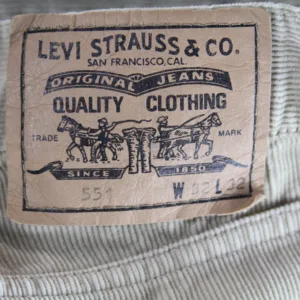 LEVI STRAUSS & CO.
SAN FRANCISCO, CAL.
ORIGINAL JEANS
QUALITY CLOTHING
TRADE MARK
SINCE 1850
551 W 32 L 32